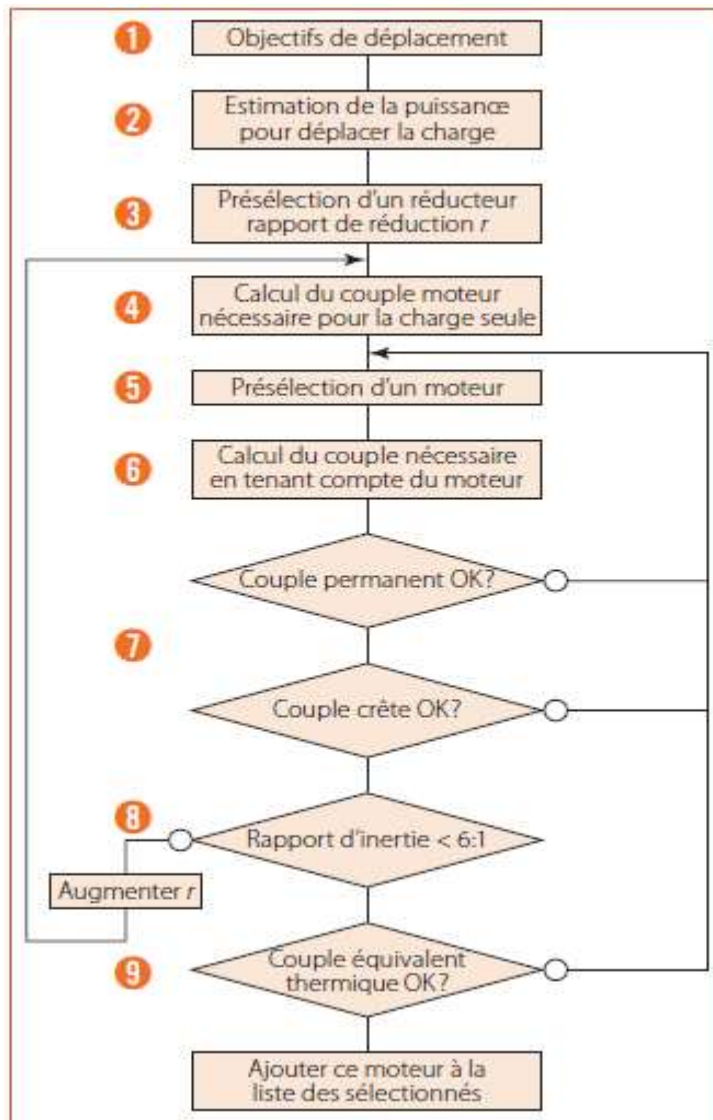 1
Objectifs de déplacement
2
Estimation de la puissance
pour déplacer la charge
3
Présélection d'un réducteur
rapport de réduction r
4
Calcul du couple moteur
nécessaire pour la charge seule
5
Présélection d'un moteur
6
Calcul du couple nécessaire
en tenant compte du moteur
Couple permanent OK?
7
Couple crête OK?
8
Rapport d'inertie < 6:1
Augmenter r
9
Couple équivalent
thermique OK?
Ajouter ce moteur à la
liste des sélectionnés